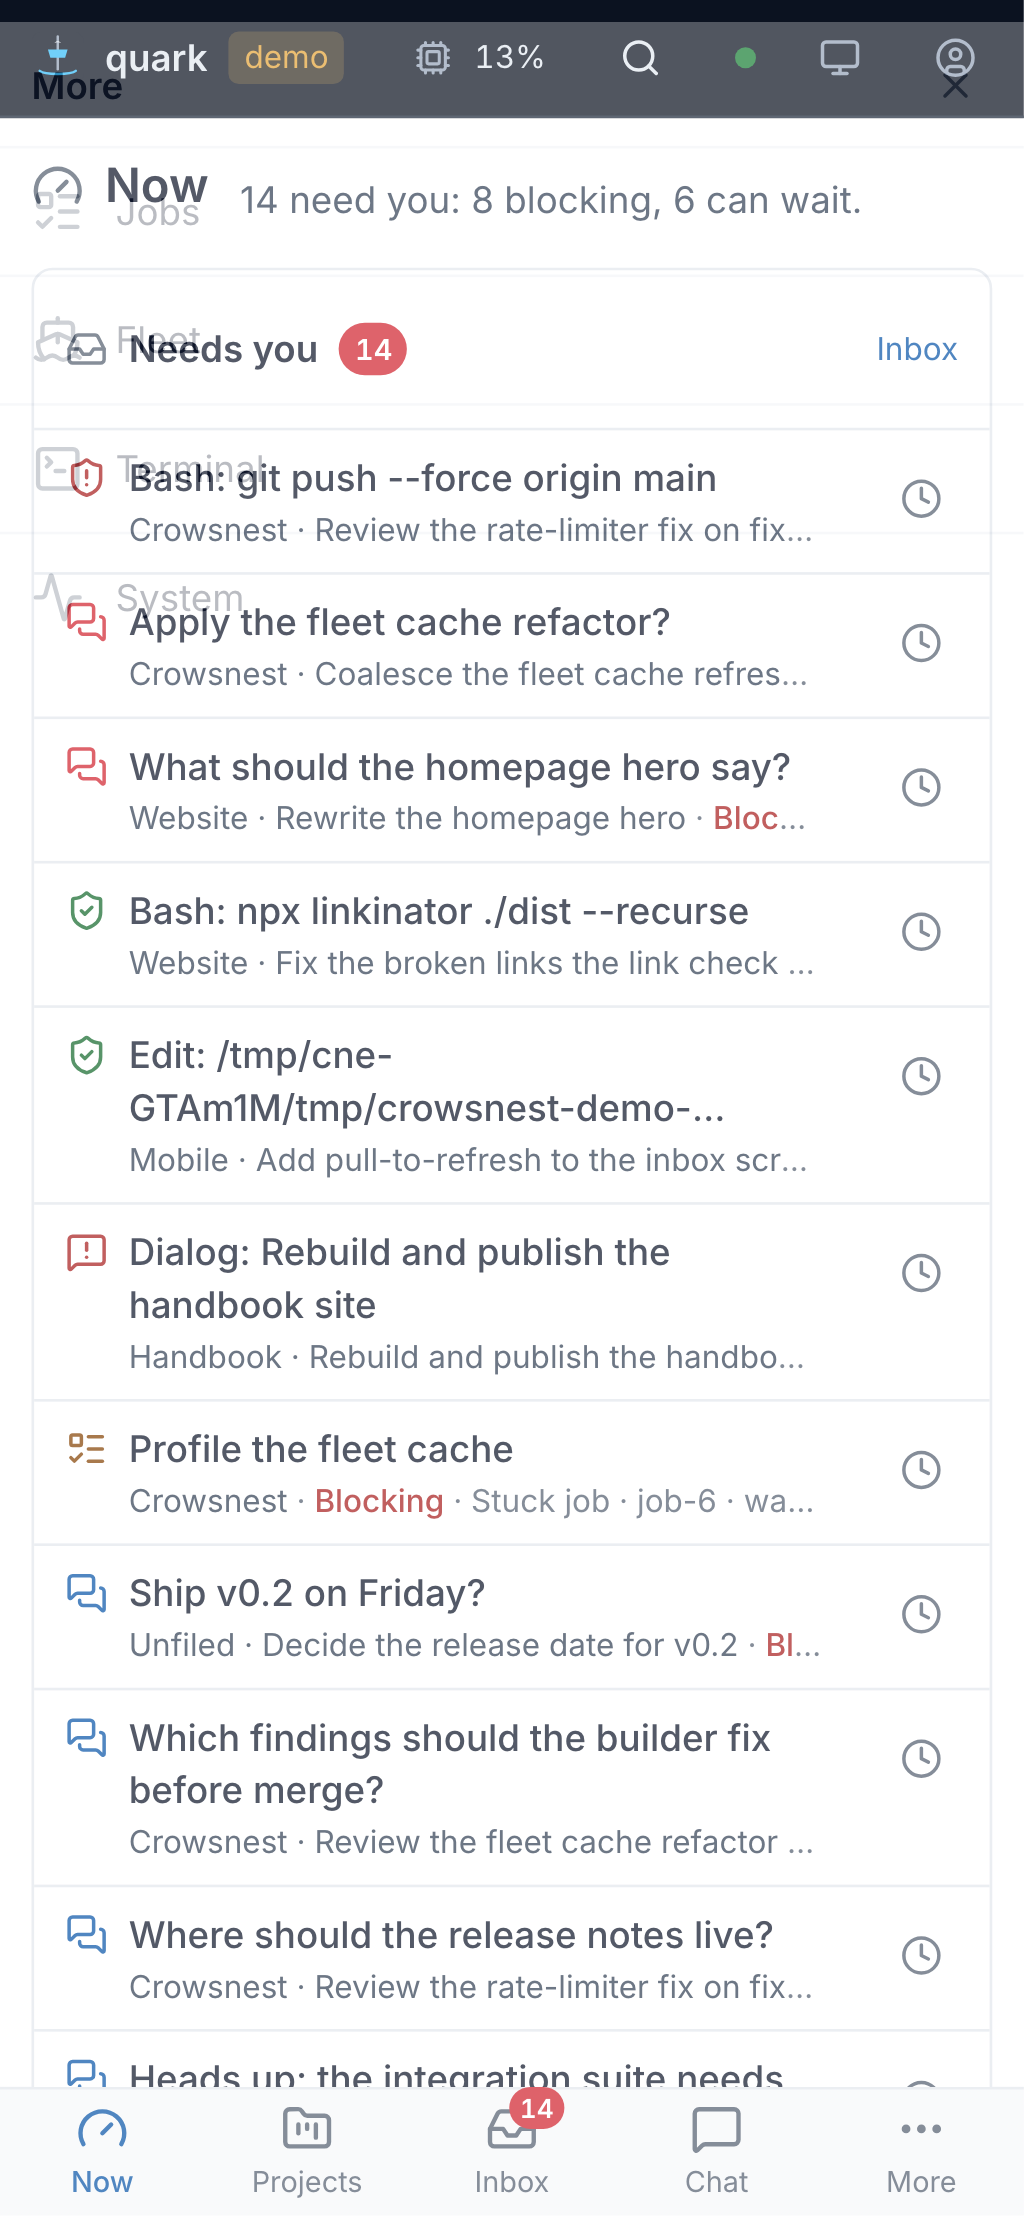 quark demo 13%
More
Now 14 need you: 8 blocking, 6 can wait.
Jobs
Fleet
Needs you 14 Inbox
Terminal
Bash: git push --force origin main
Crowsnest · Review the rate-limiter fix on fix...
System
Apply the fleet cache refactor?
Crowsnest · Coalesce the fleet cache refres...
What should the homepage hero say?
Website · Rewrite the homepage hero · Bloc...
Bash: npx linkinator ./dist --recurse
Website · Fix the broken links the link check ...
Edit: /tmp/cne-
GTAm1M/tmp/crowsnest-demo-...
Mobile · Add pull-to-refresh to the inbox scr...
Dialog: Rebuild and publish the
handbook site
Handbook · Rebuild and publish the handbo...
Profile the fleet cache
Crowsnest · Blocking · Stuck job · job-6 · wa...
Ship v0.2 on Friday?
Unfiled · Decide the release date for v0.2 · Bl...
Which findings should the builder fix
before merge?
Crowsnest · Review the fleet cache refactor ...
Where should the release notes live?
Crowsnest · Review the rate-limiter fix on fix...
Heads up: the integration suite needs
14
Now Projects Inbox Chat More